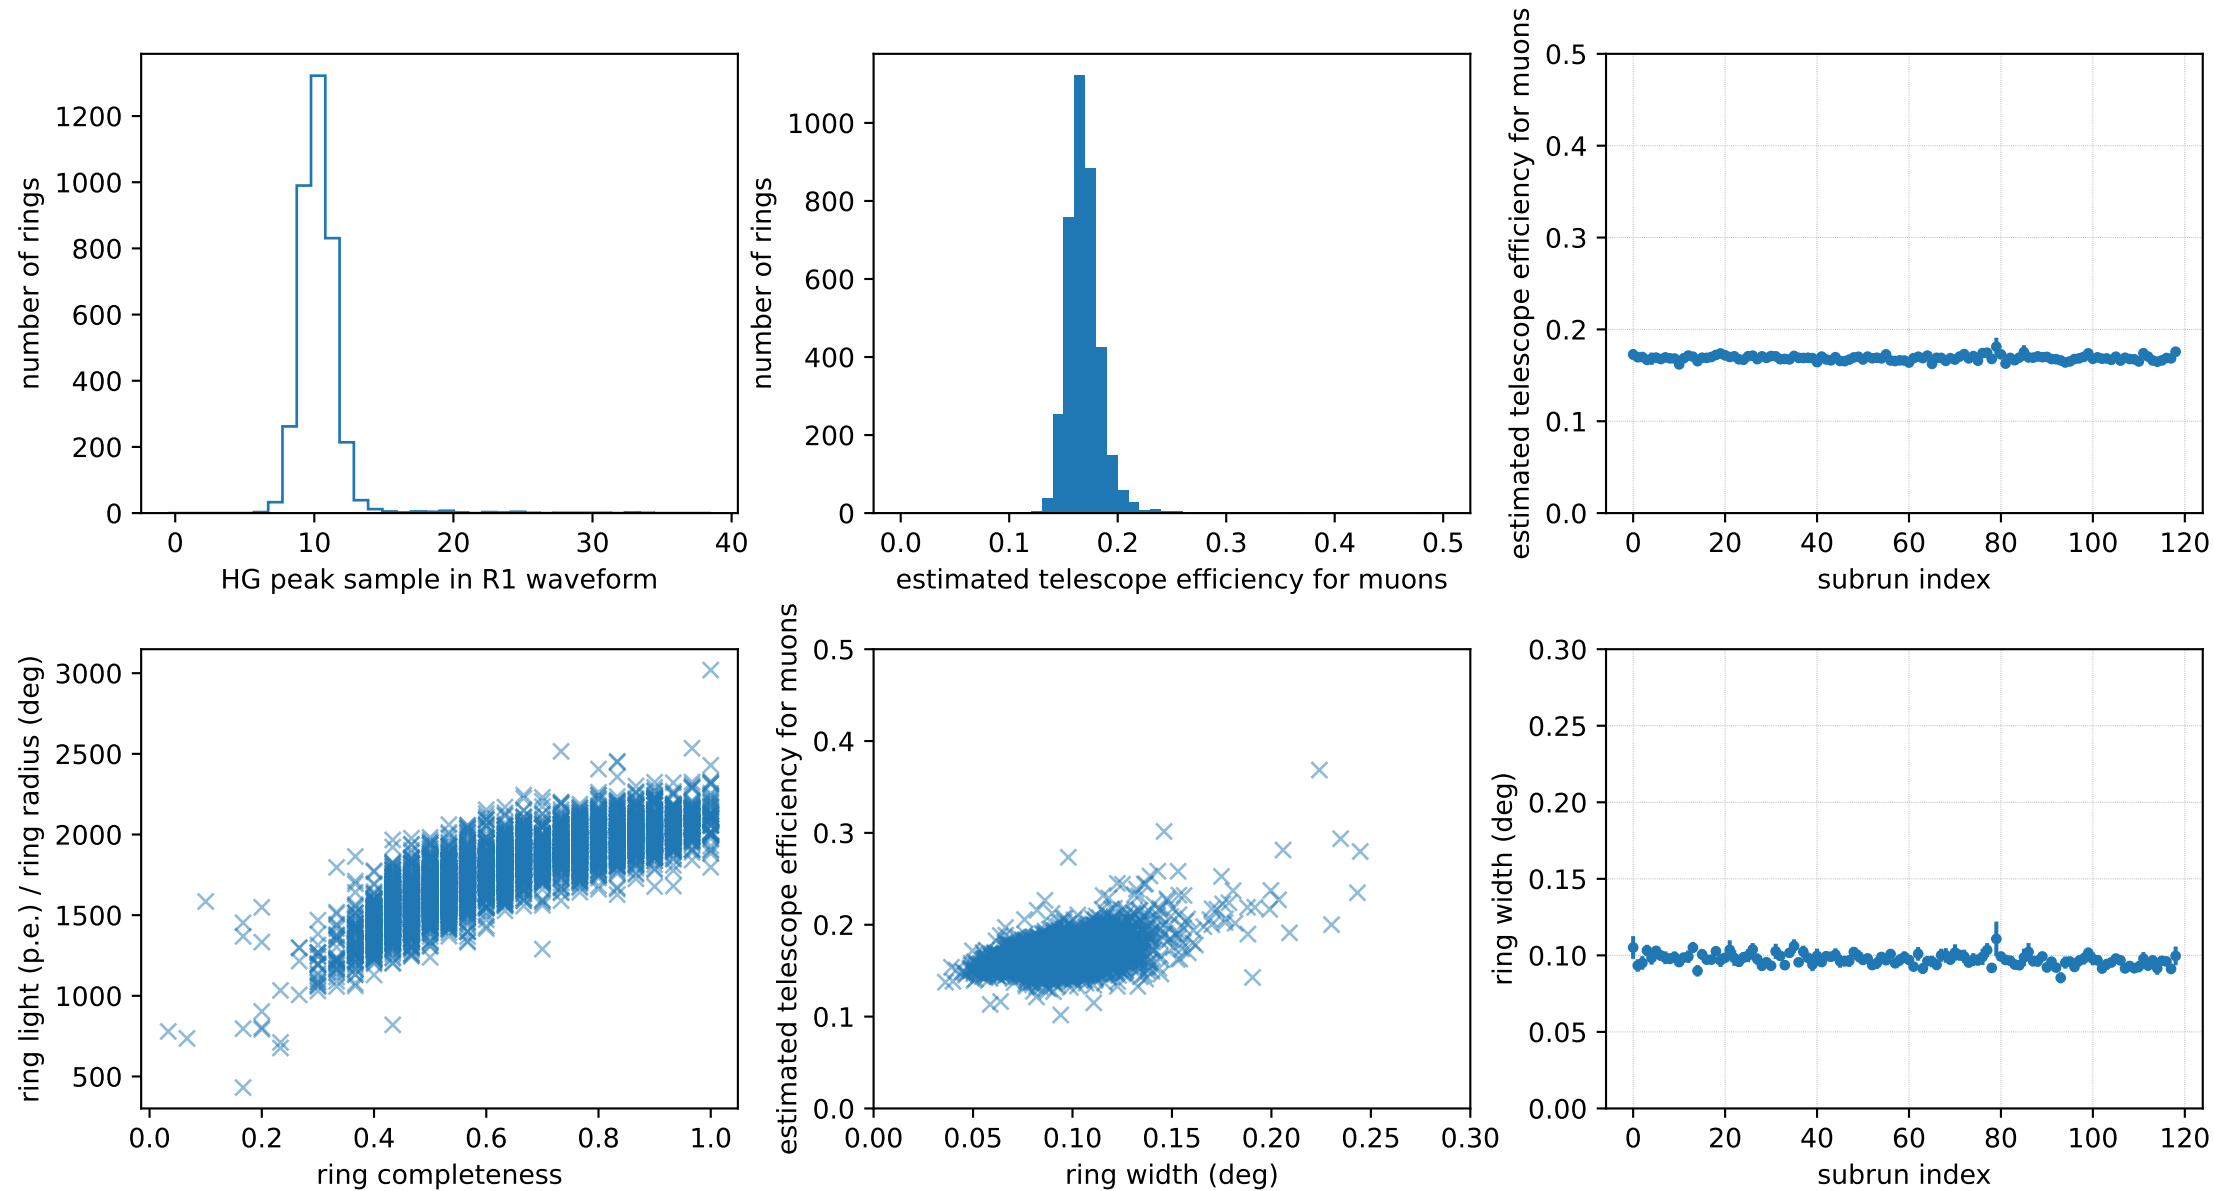 number of rings
1200
1000
800
600
400
200
0
0 10 20 30 40
HG peak sample in R1 waveform
number of rings
1000
800
600
400
200
0
0.0 0.1 0.2 0.3 0.4 0.5
estimated telescope efficiency for muons
estimated telescope efficiency for muons
0.5
0.4
0.3
0.2
0.1
0.0
0 20 40 60 80 100 120
subrun index
ring light (p.e.) / ring radius (deg)
3000
2500
2000
1500
1000
500
0.0 0.2 0.4 0.6 0.8 1.0
ring completeness
estimated telescope efficiency for muons
0.5
0.4
0.3
0.2
0.1
0.0
0.00 0.05 0.10 0.15 0.20 0.25 0.30
ring width (deg)
ring width (deg)
0.30
0.25
0.20
0.15
0.10
0.05
0.00
0 20 40 60 80 100 120
subrun index